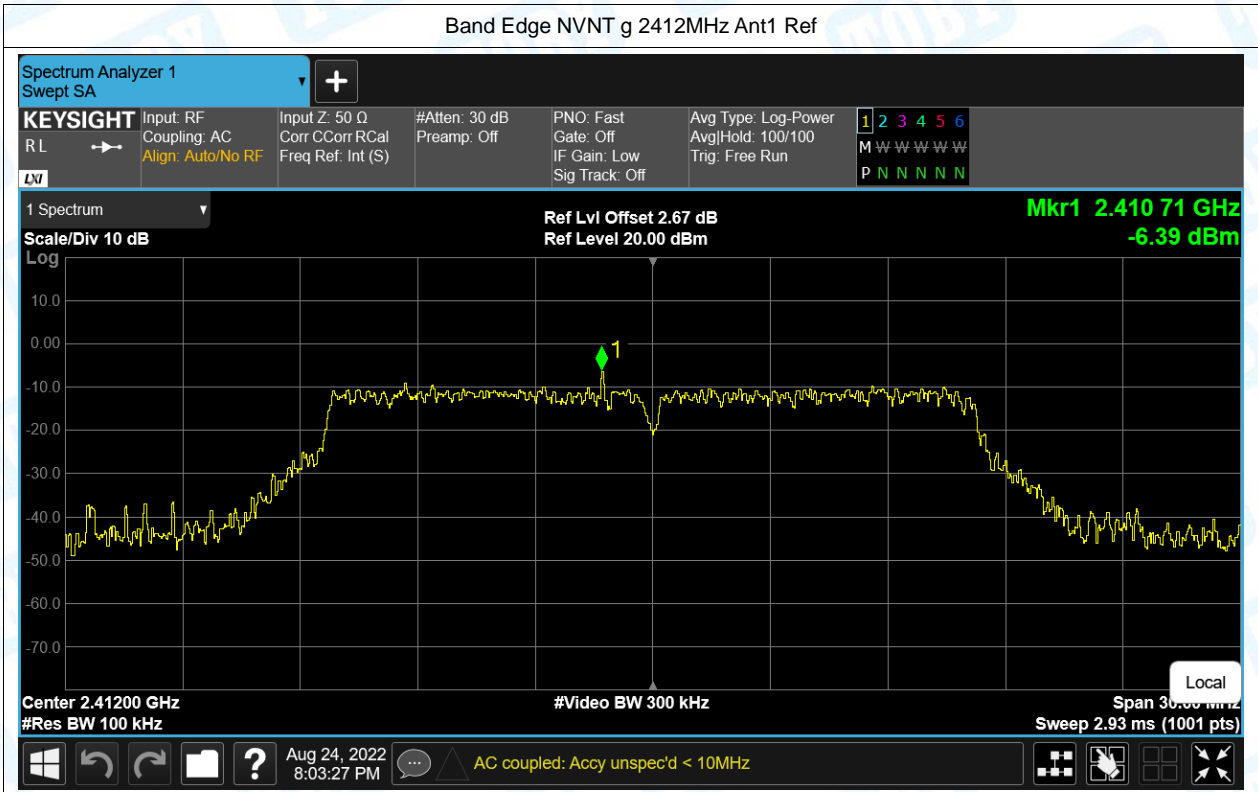 Band Edge NVNT g 2412MHz Ant1 Ref
Spectrum Analyzer 1
Swept SA
KEYSIGHT
R L
LXI
Input: RF
Coupling: AC
Align: Auto/No RF
Input Z: 50 Ω
Corr CCorr RCal
Freq Ref: Int (S)
#Atten: 30 dB
Preamp: Off
PNO: Fast
Gate: Off
IF Gain: Low
Sig Track: Off
Avg Type: Log-Power
Avg|Hold: 100/100
Trig: Free Run
1 2 3 4 5 6
M W W W W W W
P N N N N N
1 Spectrum
Scale/Div 10 dB
Log
Ref Lvl Offset 2.67 dB
Ref Level 20.00 dBm
Mkr1 2.410 71 GHz
-6.39 dBm
10.0
0.00
-10.0
-20.0
-30.0
-40.0
-50.0
-60.0
-70.0
1
Local
Center 2.41200 GHz
#Res BW 100 kHz
#Video BW 300 kHz
Span 30.00 MHz
Sweep 2.93 ms (1001 pts)
?
Aug 24, 2022
8:03:27 PM
AC coupled: Accy unspec'd < 10MHz